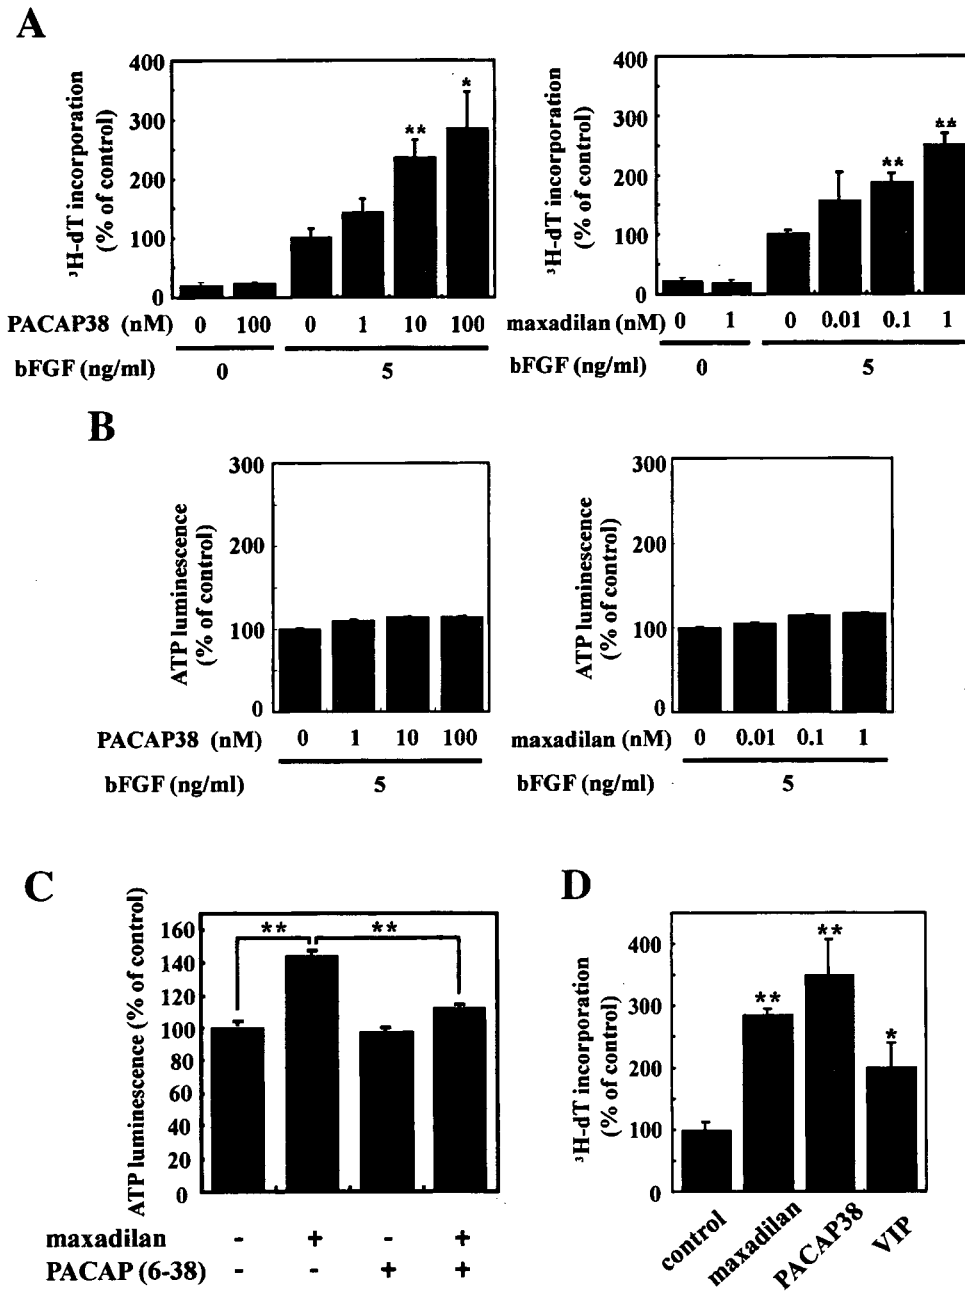 A
³H-dT incorporation
(% of control)
400
300
200
100
0
*
**
PACAP38 (nM) 0 100 0 1 10 100
bFGF (ng/ml) 0 5
³H-dT incorporation
(% of control)
400
300
200
100
0
**
**
maxadilan (nM) 0 1 0 0.01 0.1 1
bFGF (ng/ml) 0 5
B
ATP luminescence
(% of control)
300
200
100
0
PACAP38 (nM) 0 1 10 100
bFGF (ng/ml) 5
ATP luminescence
(% of control)
300
200
100
0
maxadilan (nM) 0 0.01 0.1 1
bFGF (ng/ml) 5
C
ATP luminescence (% of control)
160
140
120
100
80
60
40
20
0
** **
maxadilan - + - +
PACAP (6-38) - - + +
D
³H-dT incorporation
(% of control)
400
300
200
100
0
**
**
*
control
maxadilan
PACAP38
VIP